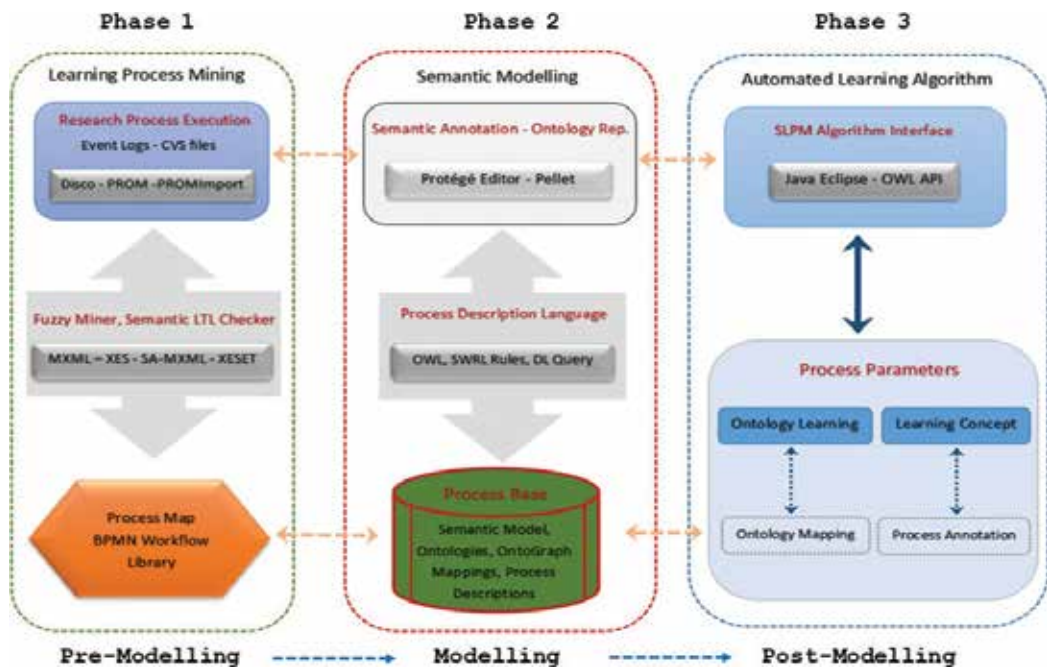 Phase 1
Phase 2
Phase 3
Learning Process Mining
Research Process Execution
Event Logs - CVS files
Disco - PROM -PROMImport
Fuzzy Miner, Semantic LTL Checker
MXML – XES - SA-MXML - XESET
Process Map
BPMN Workflow
Library
Semantic Modelling
Semantic Annotation - Ontology Rep.
Protégé Editor - Pellet
Process Description Language
OWL, SWRL Rules, DL Query
Process Base
Semantic Model,
Ontologies, OntoGraph
Mappings, Process
Descriptions
Automated Learning Algorithm
SLPM Algorithm Interface
Java Eclipse - OWL API
Process Parameters
Ontology Learning
Learning Concept
Ontology Mapping
Process Annotation
Pre-Modelling
Modelling
Post-Modelling